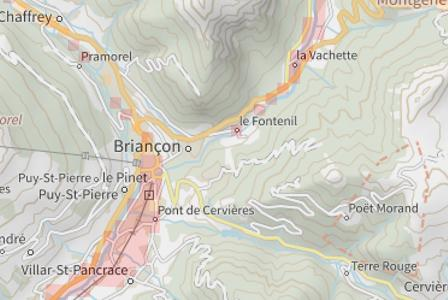 Chaffrey
Montgenè
Pramorel
la Vachette
orel
le Fontenil
Briançon
Puy-St-Pierre
le Pinet
es
Puy-St-Pierre
Pont de Cervières
Poët Morand
ndré
Villar-St-Pancrace
Terre Rouge
Cervièr